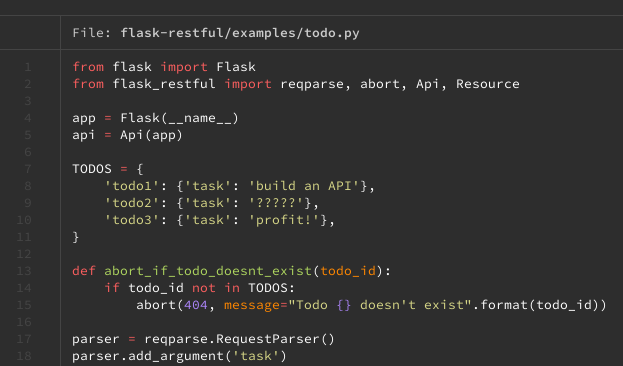 File: flask-restful/examples/todo.py
1 from flask import Flask
2 from flask_restful import reqparse, abort, Api, Resource
3
4 app = Flask(__name__)
5 api = Api(app)
6
7 TODOS = {
8     'todo1': {'task': 'build an API'},
9     'todo2': {'task': '?????'},
10     'todo3': {'task': 'profit!'},
11 }
12
13 def abort_if_todo_doesnt_exist(todo_id):
14     if todo_id not in TODOS:
15         abort(404, message="Todo {} doesn't exist".format(todo_id))
16
17 parser = reqparse.RequestParser()
18 parser.add_argument('task')